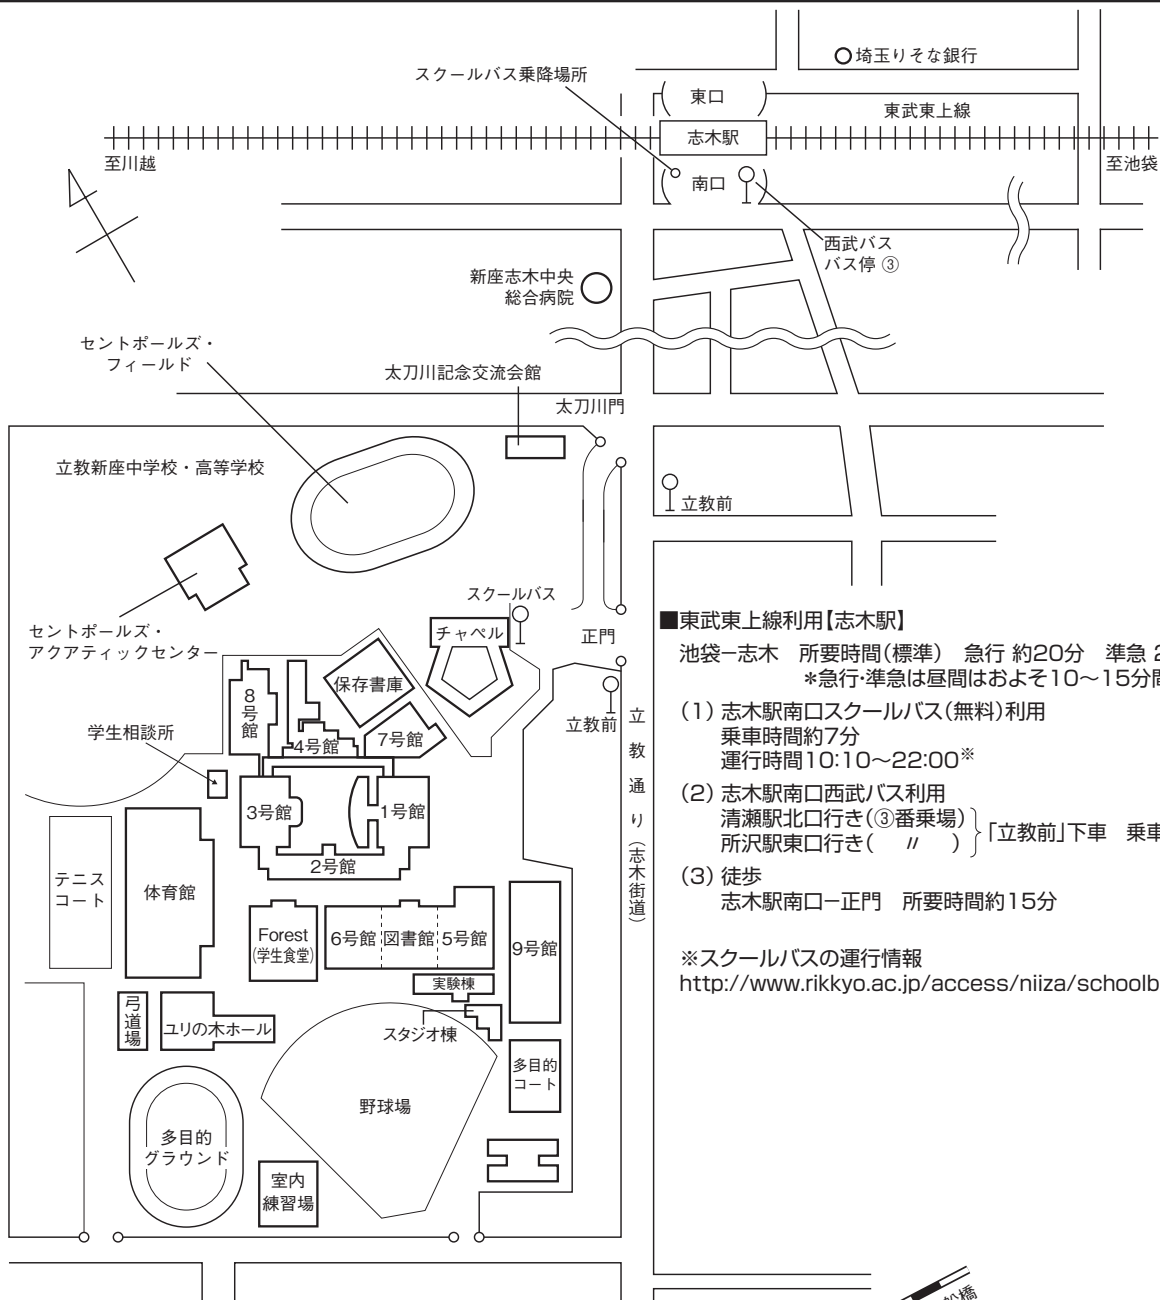 埼玉りそな銀行
スクールバス乗降場所
東口
東武東上線
志木駅
至川越
至池袋
南口
西武バス
バス停 ③
新座志木中央
総合病院
セントポールズ・
フィールド
太刀川記念交流会館
太刀川門
立教新座中学校・高等学校
立教前
スクールバス
セントポールズ・
アクアティックセンター
チャペル
正門
保存書庫
8号館
立教前
学生相談所
4号館
7号館
立教通り(志木街道)
3号館
1号館
2号館
テニス
コート
体育館
Forest
(学生食堂)
6号館
図書館
5号館
9号館
実験棟
弓道場
ユリの木ホール
スタジオ棟
多目的
コート
野球場
多目的
グラウンド
室内
練習場
■東武東上線利用【志木駅】
池袋−志木 所要時間(標準) 急行 約20分 準急 2
*急行・準急は昼間はおよそ10〜15分間
(1) 志木駅南口スクールバス(無料)利用
乗車時間約7分
運行時間10:10〜22:00※
(2) 志木駅南口西武バス利用
清瀬駅北口行き(③番乗場)
所沢駅東口行き( 〃 )
「立教前」下車 乗車
(3) 徒歩
志木駅南口−正門 所要時間約15分
※スクールバスの運行情報
http://www.rikkyo.ac.jp/access/niiza/schoolb
船橋